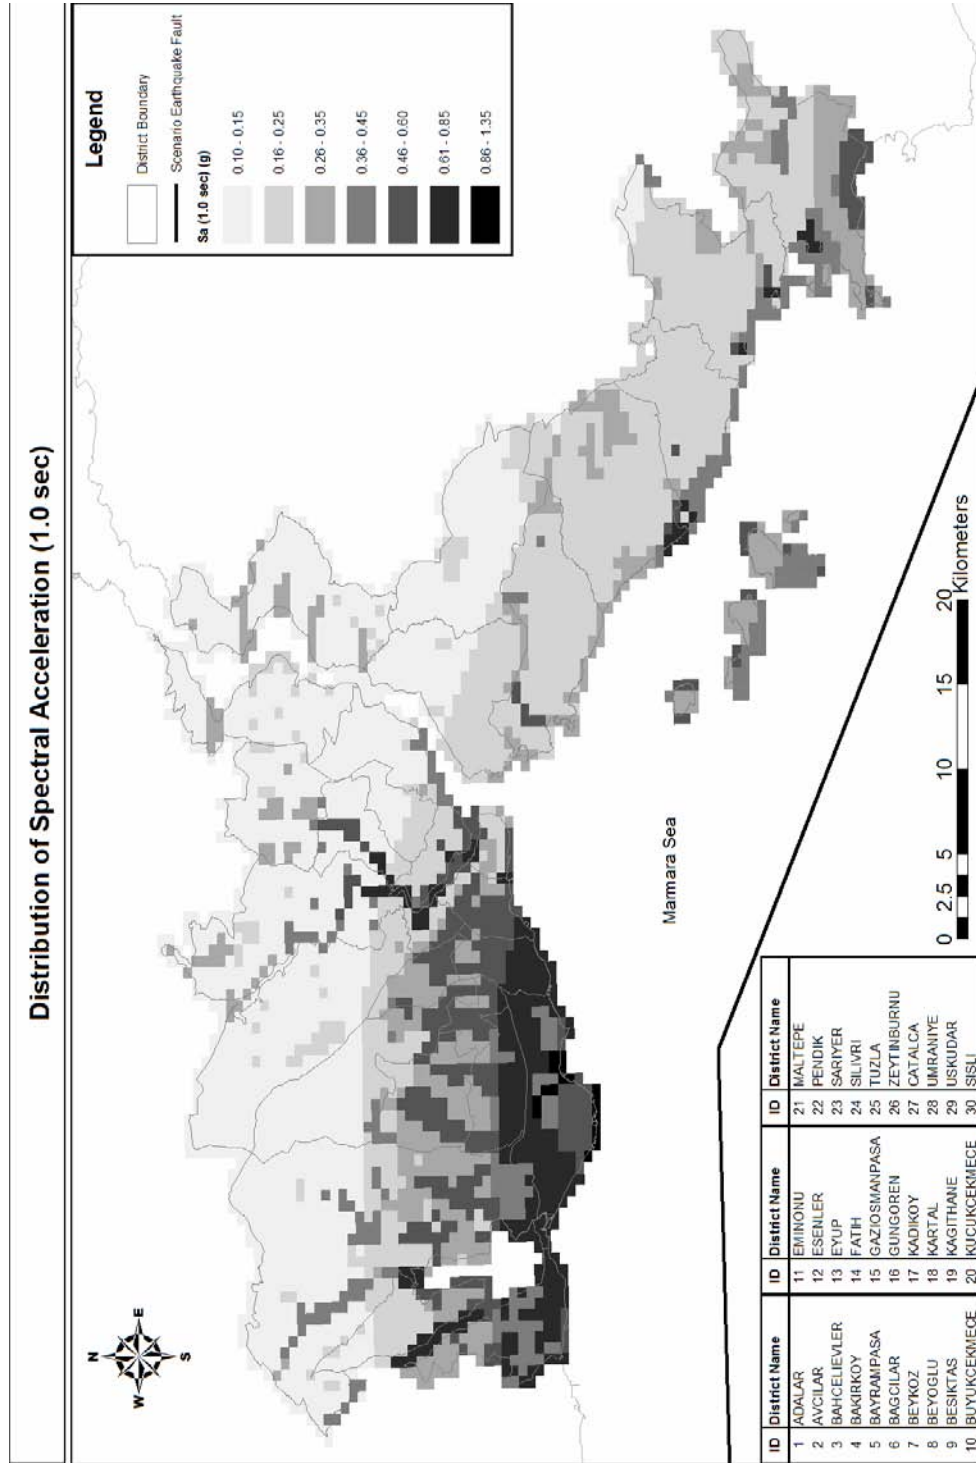 Distribution of Spectral Acceleration (1.0 sec)
Legend
District Boundary
Scenario Earthquake Fault
Sa (1.0 sec) (g)
0.10 - 0.15
0.16 - 0.25
0.26 - 0.35
0.36 - 0.45
0.46 - 0.60
0.61 - 0.85
0.86 - 1.35
N
W E
S
Marmara Sea
0 2.5 5 10 15 20
Kilometers
ID District Name ID District Name ID District Name
1 ADALAR 11 EMINONU 21 MALTEPE
2 AVCILAR 12 ESENLER 22 PENDIK
3 BAHCELIEVLER 13 EYUP 23 SARIYER
4 BAKIRKOY 14 FATIH 24 SILIVRI
5 BAYRAMPASA 15 GAZIOSMANPASA 25 TUZLA
6 BAGCILAR 16 GUNGOREN 26 ZEYTINBURNU
7 BEYKOZ 17 KADIKOY 27 CATALCA
8 BEYOGLU 18 KARTAL 28 UMRANIYE
9 BESIKTAS 19 KAGITHANE 29 USKUDAR
10 BUYUKCEKMECE 20 KUCUKCEKMECE 30 SISLI